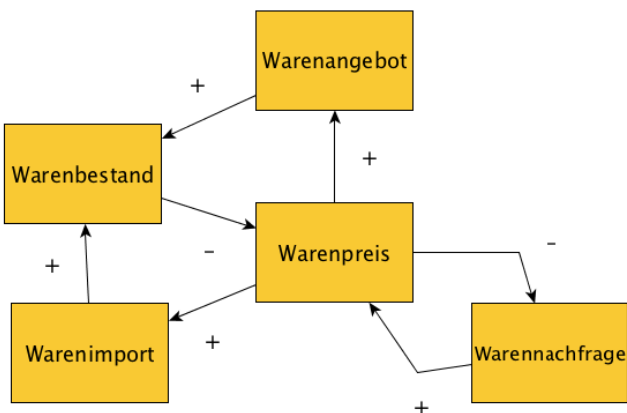 Warenangebot
+
+
Warenbestand
-
Warenpreis
-
+
+
Warenimport
Warennachfrage
+